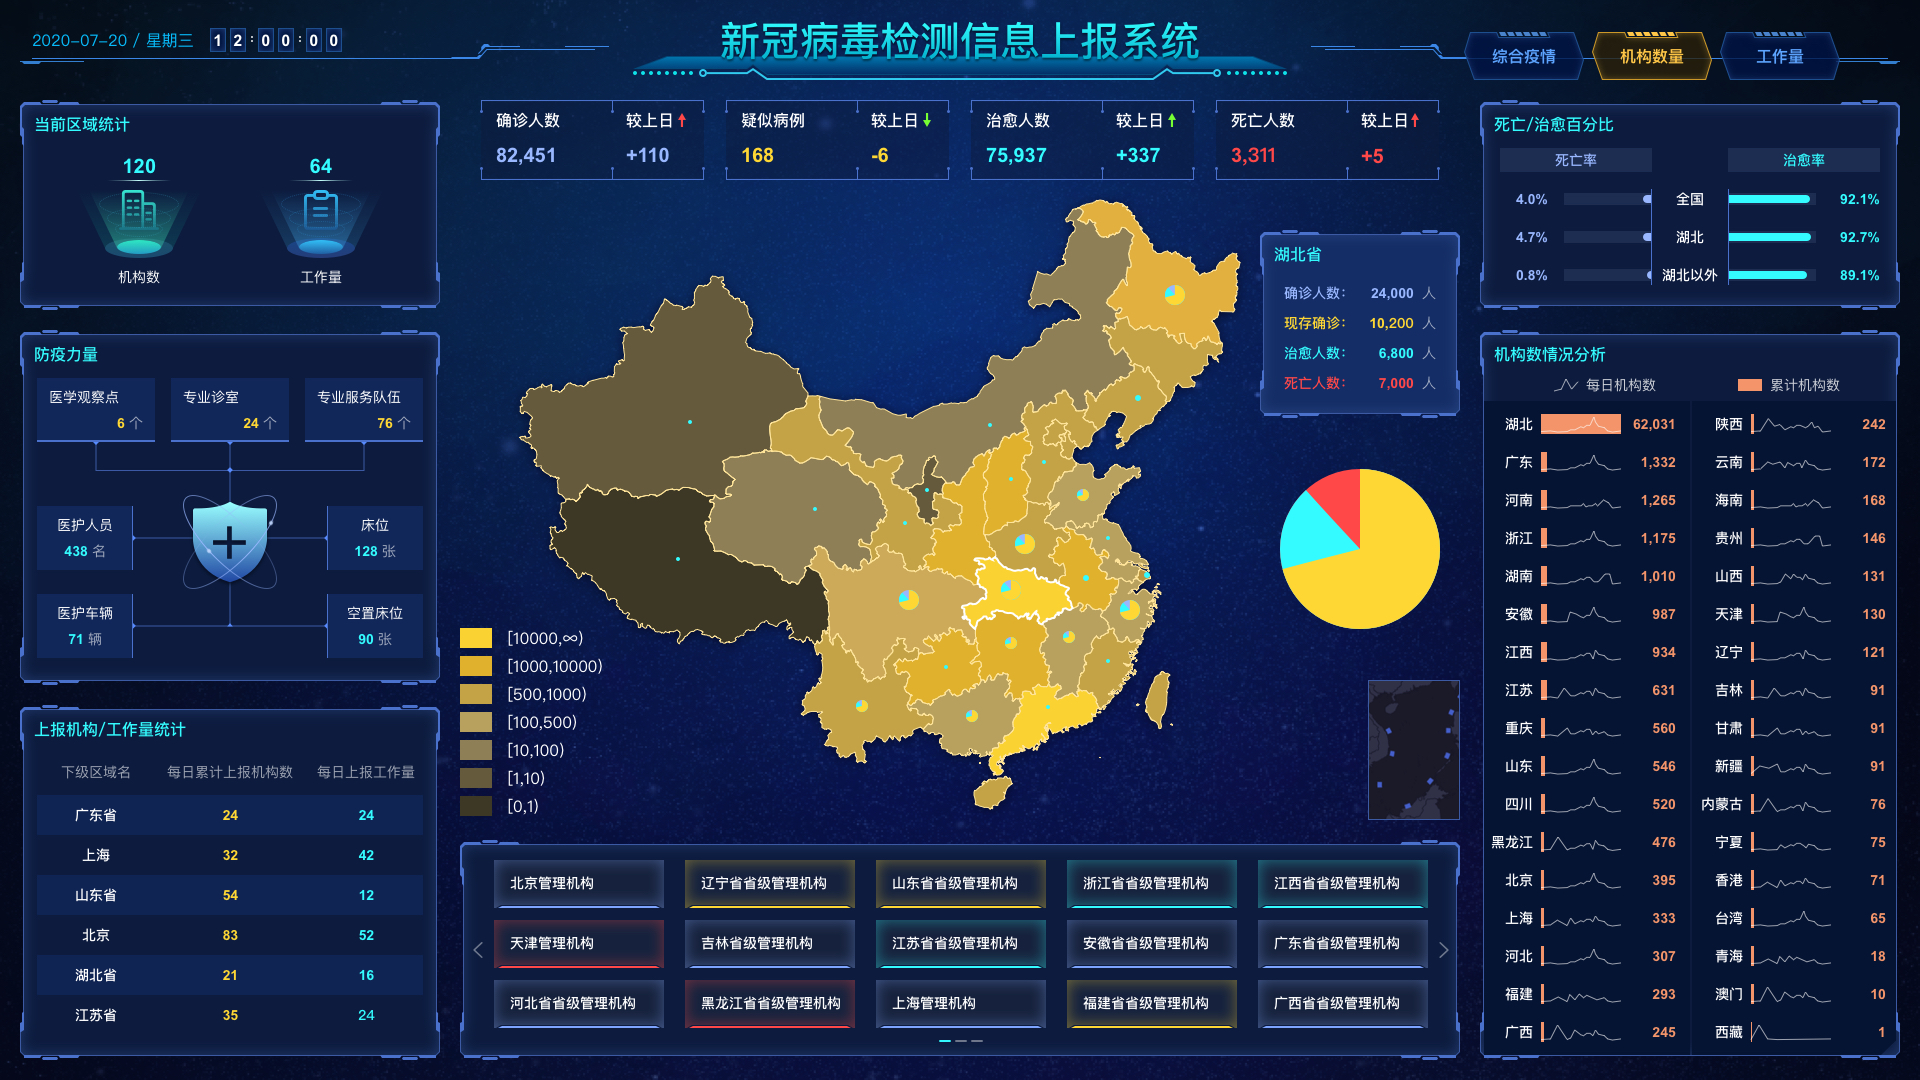 2020-07-20 / 星期三 12:00:00
新冠病毒检测信息上报系统
综合疫情 机构数量 工作量
当前区域统计
120 64
机构数 工作量
防疫力量
医学观察点 专业诊室 专业服务队伍
6 个 24 个 76 个
医护人员 床位
438 名 128 张
医护车辆 空置床位
71 辆 90 张
上报机构/工作量统计
下级区域名 每日累计上报机构数 每日上报工作量
广东省 24 24
上海 32 42
山东省 54 12
北京 83 52
湖北省 21 16
江苏省 35 24
确诊人数 较上日
82,451 +110
疑似病例 较上日
168 -6
治愈人数 较上日
75,937 +337
死亡人数 较上日
3,311 +5
湖北省
确诊人数: 24,000 人
现存确诊: 10,200 人
治愈人数: 6,800 人
死亡人数: 7,000 人
[10000,∞)
[1000,10000)
[500,1000)
[100,500)
[10,100)
[1,10)
[0,1)
北京管理机构 辽宁省省级管理机构 山东省省级管理机构 浙江省省级管理机构 江西省省级管理机构
天津管理机构 吉林省级管理机构 江苏省省级管理机构 安徽省省级管理机构 广东省省级管理机构
河北省省级管理机构 黑龙江省省级管理机构 上海管理机构 福建省省级管理机构 广西省省级管理机构
死亡/治愈百分比
死亡率 治愈率
4.0% 全国 92.1%
4.7% 湖北 92.7%
0.8% 湖北以外 89.1%
机构数情况分析
每日机构数 累计机构数
湖北 62,031 陕西 242
广东 1,332 云南 172
河南 1,265 海南 168
浙江 1,175 贵州 146
湖南 1,010 山西 131
安徽 987 天津 130
江西 934 辽宁 121
江苏 631 吉林 91
重庆 560 甘肃 91
山东 546 新疆 91
四川 520 内蒙古 76
黑龙江 476 宁夏 75
北京 395 香港 71
上海 333 台湾 65
河北 307 青海 18
福建 293 澳门 10
广西 245 西藏 1